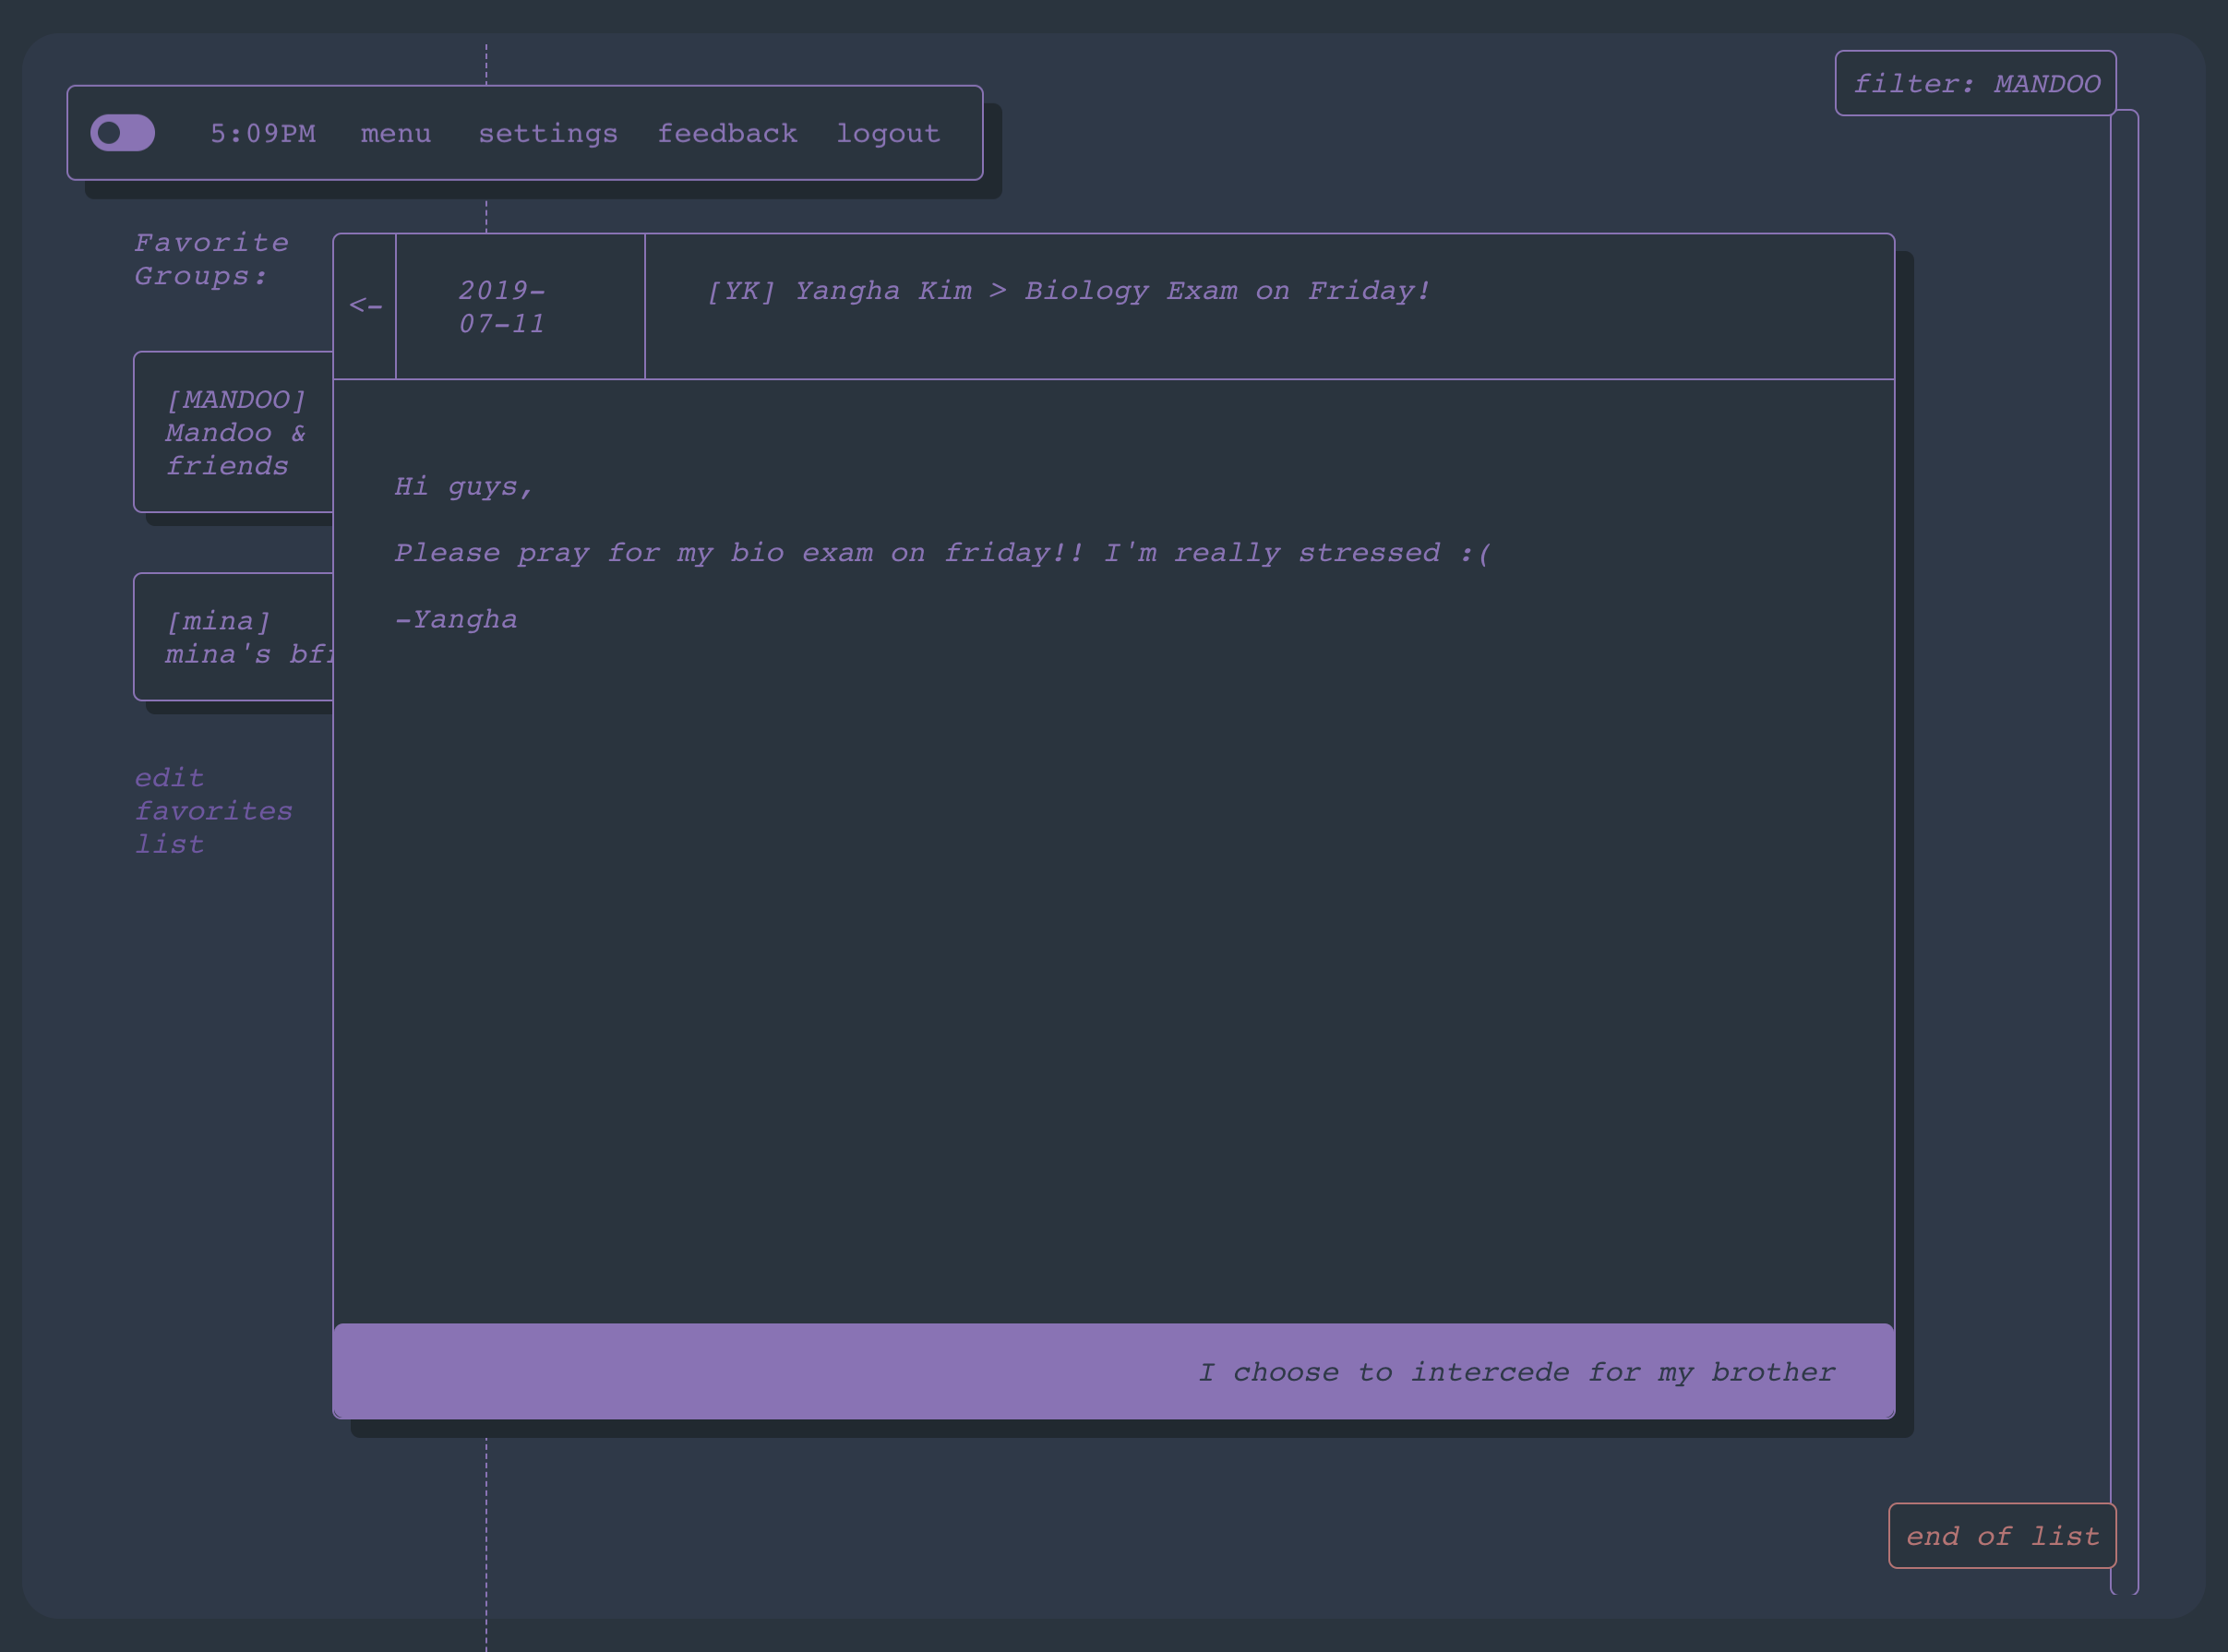 filter: MANDOO
5:09PM menu settings feedback logout
Favorite
Groups:
<-
2019-
07-11
[YK] Yangha Kim > Biology Exam on Friday!
[MANDOO]
Mandoo &
friends
Hi guys,
Please pray for my bio exam on friday!! I'm really stressed :(
-Yangha
[mina]
mina's
edit
favorites
list
I choose to intercede for my brother
end of list